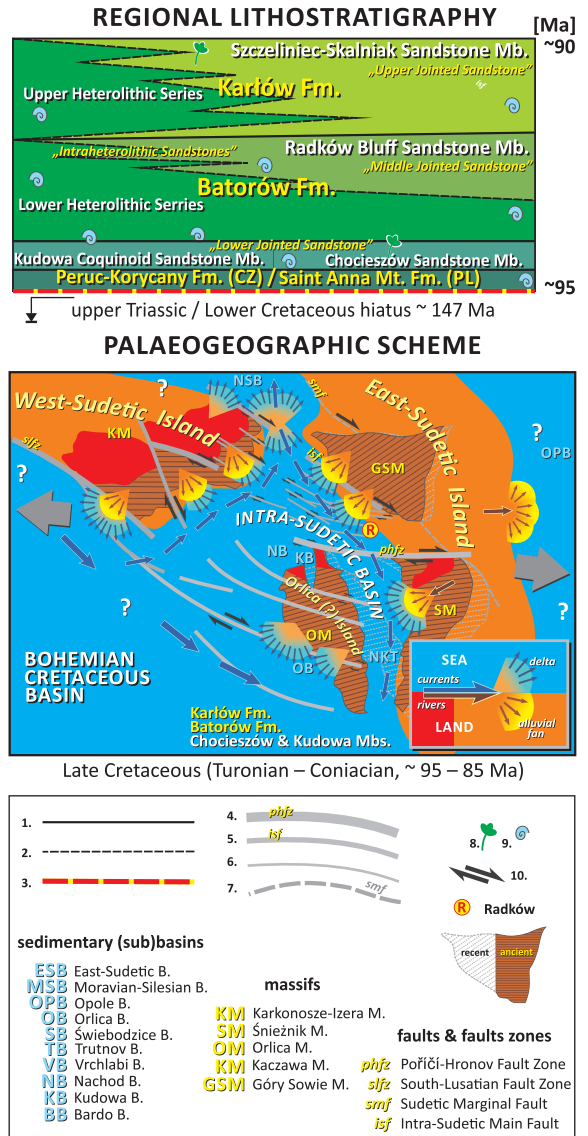 REGIONAL LITHOSTRATIGRAPHY
[Ma]
~90
Szczeliniec-Skalniak Sandstone Mb.
„Upper Jointed Sandstone”
isf
Karłów Fm.
Upper Heterolithic Series
„Intraheterolithic Sandstones”
Radków Bluff Sandstone Mb.
„Middle Jointed Sandstone”
Batorów Fm.
Lower Heterolithic Serries
„Lower Jointed Sandstone”
Kudowa Coquinoid Sandstone Mb.
Chocieszów Sandstone Mb.
Peruc-Korycany Fm. (CZ) / Saint Anna Mt. Fm. (PL)
~95
upper Triassic / Lower Cretaceous hiatus ~ 147 Ma
PALAEOGEOGRAPHIC SCHEME
NSB
smf
?
West-Sudetic Island
East-Sudetic Island
KM
slfz
isf
GSM
?
OPB
?
R
INTRA-SUDETIC BASIN
phfz
NB
KB
Orlica (?) Island
?
SM
?
OM
NKT
OB
BOHEMIAN
CRETACEOUS
BASIN
SEA
delta
currents
rivers
LAND
alluvial
fan
Karłów Fm.
Batorów Fm.
Chocieszów & Kudowa Mbs.
Late Cretaceous (Turonian – Coniacian, ~ 95 – 85 Ma)
1.
2.
3.
4. phfz
5. isf
6.
7. smf
8. 9.
10.
R Radków
recent ancient
sedimentary (sub)basins
ESB East-Sudetic B.
MSB Moravian-Silesian B.
OPB Opole B.
OB Orlica B.
SB Świebodzice B.
TB Trutnov B.
VB Vrchlabi B.
NB Nachod B.
KB Kudowa B.
BB Bardo B.
massifs
KM Karkonosze-Izera M.
SM Śnieżnik M.
OM Orlica M.
KM Kaczawa M.
GSM Góry Sowie M.
faults & faults zones
phfz Poříčí-Hronov Fault Zone
slfz South-Lusatian Fault Zone
smf Sudetic Marginal Fault
isf Intra-Sudetic Main Fault